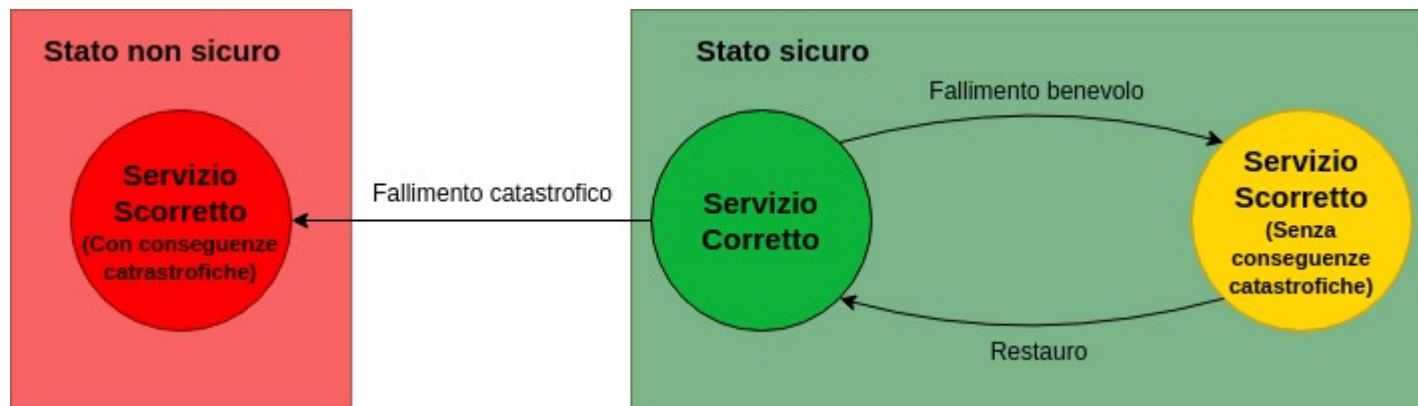 Stato non sicuro
Servizio
Scorretto
(Con conseguenze
catrastrofiche)
Fallimento catastrofico
Stato sicuro
Servizio
Corretto
Fallimento benevolo
Servizio
Scorretto
(Senza
conseguenze
catastrofiche)
Restauro